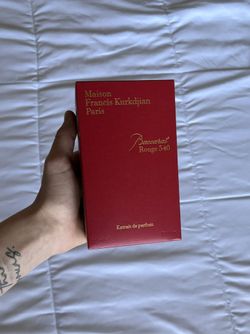 Maison
Francis Kurkdjian
Paris
Baccarat
Rouge 540
Extrait de parfum